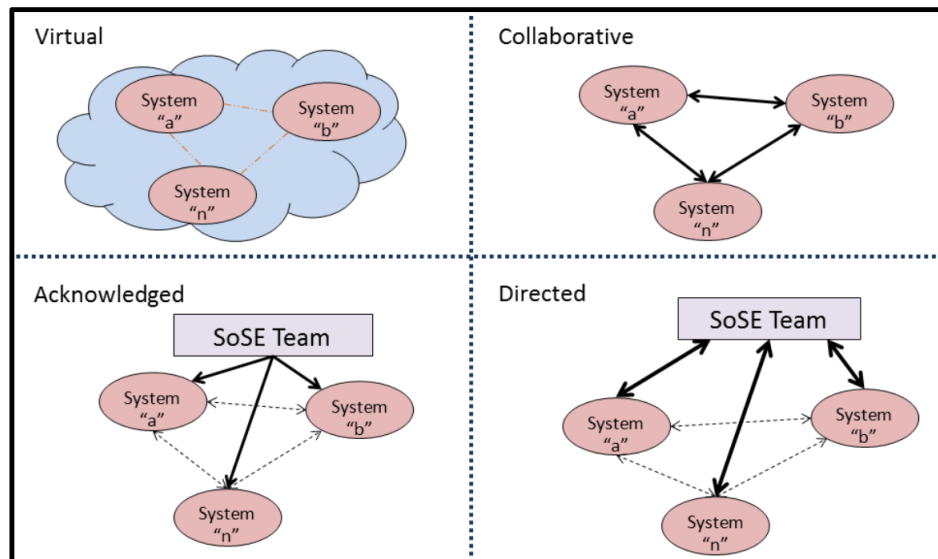 Virtual
System
"a"
System
"b"
System
"n"
Collaborative
System
"a"
System
"b"
System
"n"
Acknowledged
SoSE Team
System
"a"
System
"b"
System
"n"
Directed
SoSE Team
System
"a"
System
"b"
System
"n"